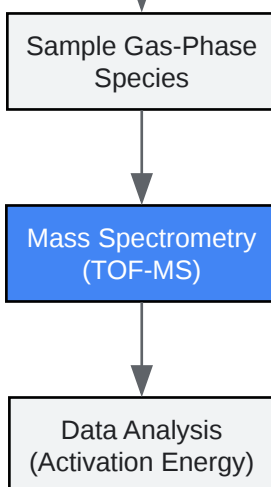 Sample Gas-Phase
Species
Mass Spectrometry
(TOF-MS)
Data Analysis
(Activation Energy)